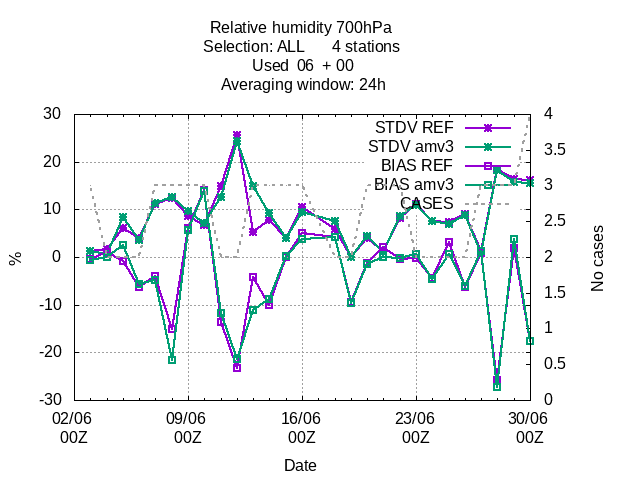 Relative humidity 700hPa
Selection: ALL 4 stations
Used 06 + 00
Averaging window: 24h
30
20
10
0
-10
-20
-30
%
4
3.5
3
2.5
2
1.5
1
0.5
0
No cases
STDV REF
STDV amv3
BIAS REF
BIAS amv3
CASES
02/06 09/06 16/06 23/06 30/06
00Z 00Z 00Z 00Z 00Z
Date